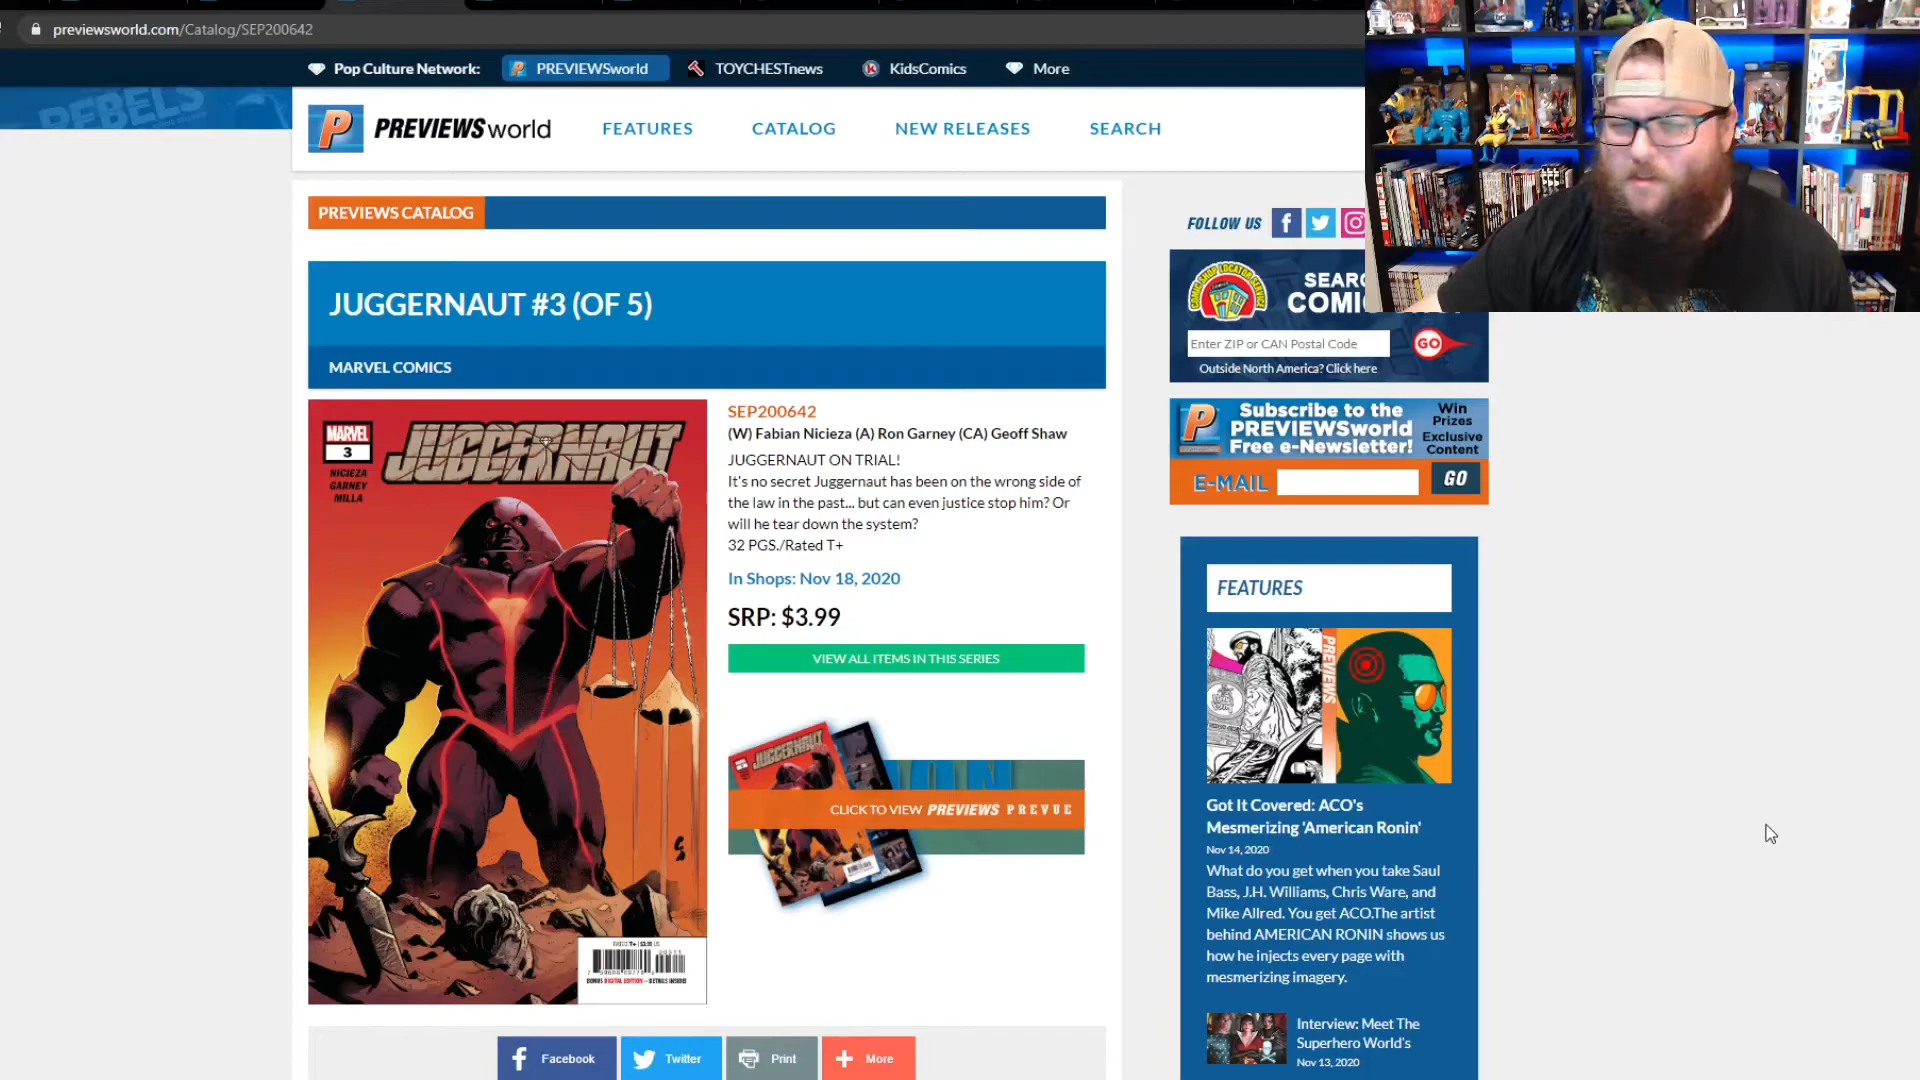 previewsworld.com/Catalog/SEP200642
Pop Culture Network:
PREVIEWSworld
TOYCHESTnews
KidsComics
More
REBELS
P PREVIEWSworld
FEATURES
CATALOG
NEW RELEASES
SEARCH
PREVIEWS CATALOG
JUGGERNAUT #3 (OF 5)
MARVEL COMICS
MARVEL
3
NICIEZA
GARNEY
MILLA
JUGGERNAUT
SEP200642
(W) Fabian Nicieza (A) Ron Garney (CA) Geoff Shaw
JUGGERNAUT ON TRIAL!
It's no secret Juggernaut has been on the wrong side of
the law in the past... but can even justice stop him? Or
will he tear down the system?
32 PGS./Rated T+
In Shops: Nov 18, 2020
SRP: $3.99
VIEW ALL ITEMS IN THIS SERIES
JUGGERNAUT
CLICK TO VIEW PREVIEWS PREVUE
Facebook
Twitter
Print
More
FOLLOW US
COMIC SHOP LOCATOR SERVICE
SEARC
COMI
Enter ZIP or CAN Postal Code
GO
Outside North America? Click here
P
Subscribe to the
PREVIEWSworld
Free e-Newsletter!
Win
Prizes
Exclusive
Content
E-MAIL
GO
FEATURES
PREVIEWS
Got It Covered: ACO's
Mesmerizing 'American Ronin'
Nov 14, 2020
What do you get when you take Saul
Bass, J.H. Williams, Chris Ware, and
Mike Allred. You get ACO.The artist
behind AMERICAN RONIN shows us
how he injects every page with
mesmerizing imagery.
Interview: Meet The
Superhero World's
Nov 13, 2020